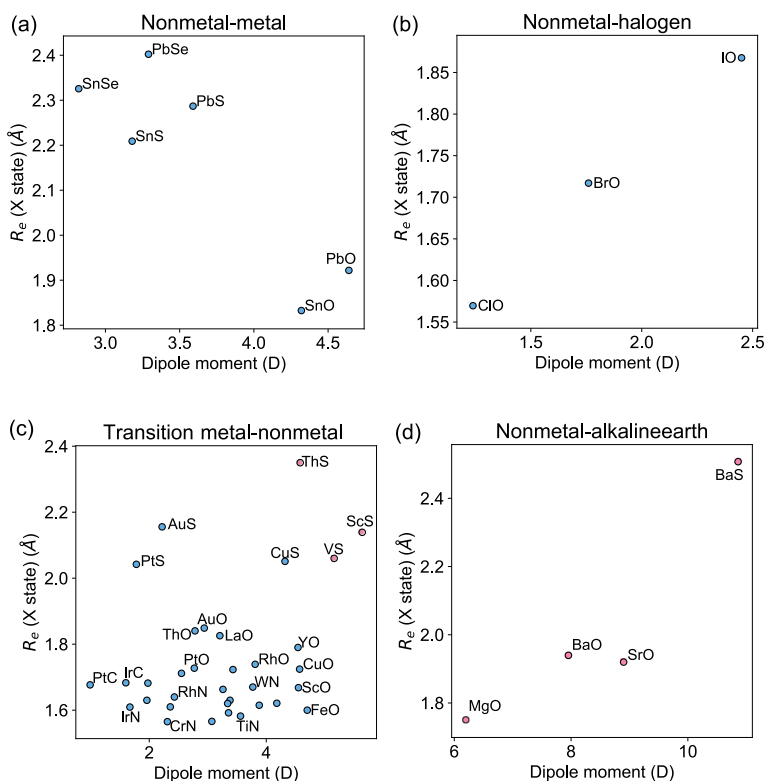 (a)
Nonmetal-metal
2.4
2.3
2.2
2.1
2.0
1.9
1.8
R_e (X state) (Å)
PbSe
SnSe
PbS
SnS
PbO
SnO
3.0 3.5 4.0 4.5
Dipole moment (D)
(b)
Nonmetal-halogen
1.85
1.80
1.75
1.70
1.65
1.60
1.55
R_e (X state) (Å)
IO
BrO
ClO
1.5 2.0 2.5
Dipole moment (D)
(c)
Transition metal-nonmetal
2.4
2.2
2.0
1.8
1.6
R_e (X state) (Å)
ThS
AuS
ScS
CuS VS
PtS
AuO
ThO LaO
YO
PtO RhO CuO
PtC IrC
WN
RhN ScO
IrN
CrN TiN FeO
2 4
Dipole moment (D)
(d)
Nonmetal-alkalineearth
2.4
2.2
2.0
1.8
R_e (X state) (Å)
BaS
BaO
SrO
MgO
6 8 10
Dipole moment (D)